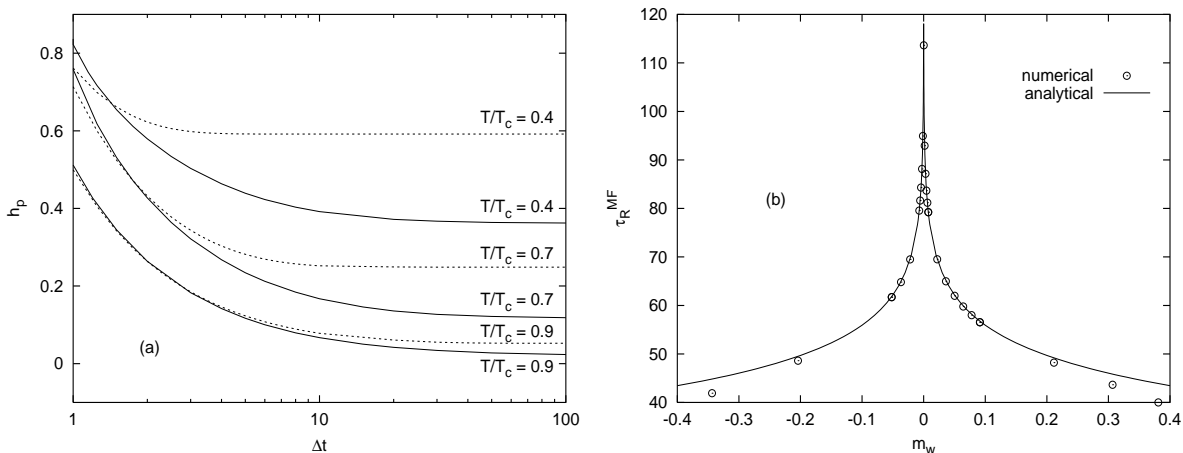 0.8
0.6
0.4
0.2
0
h_p
T/T_c = 0.4
T/T_c = 0.4
T/T_c = 0.7
T/T_c = 0.7
T/T_c = 0.9
T/T_c = 0.9
(a)
1 10 100
Δt
120
110
100
90
80
70
60
50
40
τ_R^MF
numerical
analytical
(b)
-0.4 -0.3 -0.2 -0.1 0 0.1 0.2 0.3 0.4
m_w